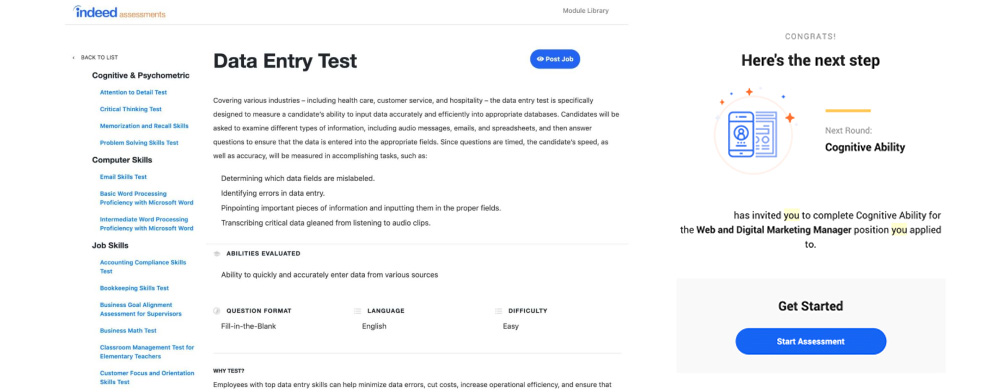 indeed assessments
Module Library
BACK TO LIST
Cognitive & Psychometric
Attention to Detail Test
Critical Thinking Test
Memorization and Recall Skills
Problem Solving Skills Test
Computer Skills
Email Skills Test
Basic Word Processing
Proficiency with Microsoft Word
Intermediate Word Processing
Proficiency with Microsoft Word
Job Skills
Accounting Compliance Skills
Test
Bookkeeping Skills Test
Business Goal Alignment
Assessment for Supervisors
Business Math Test
Classroom Management Test for
Elementary Teachers
Customer Focus and Orientation
Skills Test
Data Entry Test
Post Job
Covering various industries – including health care, customer service, and hospitality – the data entry test is specifically
designed to measure a candidate's ability to input data accurately and efficiently into appropriate databases. Candidates will be
asked to examine different types of information, including audio messages, emails, and spreadsheets, and then answer
questions to ensure that the data is entered into the appropriate fields. Since questions are timed, the candidate's speed, as
well as accuracy, will be measured in accomplishing tasks, such as:
Determining which data fields are mislabeled.
Identifying errors in data entry.
Pinpointing important pieces of information and inputting them in the proper fields.
Transcribing critical data gleaned from listening to audio clips.
ABILITIES EVALUATED
Ability to quickly and accurately enter data from various sources
QUESTION FORMAT
Fill-in-the-Blank
LANGUAGE
English
DIFFICULTY
Easy
WHY TEST?
Employees with top data entry skills can help minimize data errors, cut costs, increase operational efficiency, and ensure that
CONGRATS!
Here's the next step
Next Round:
Cognitive Ability
has invited you to complete Cognitive Ability for
the Web and Digital Marketing Manager position you applied
to.
Get Started
Start Assessment